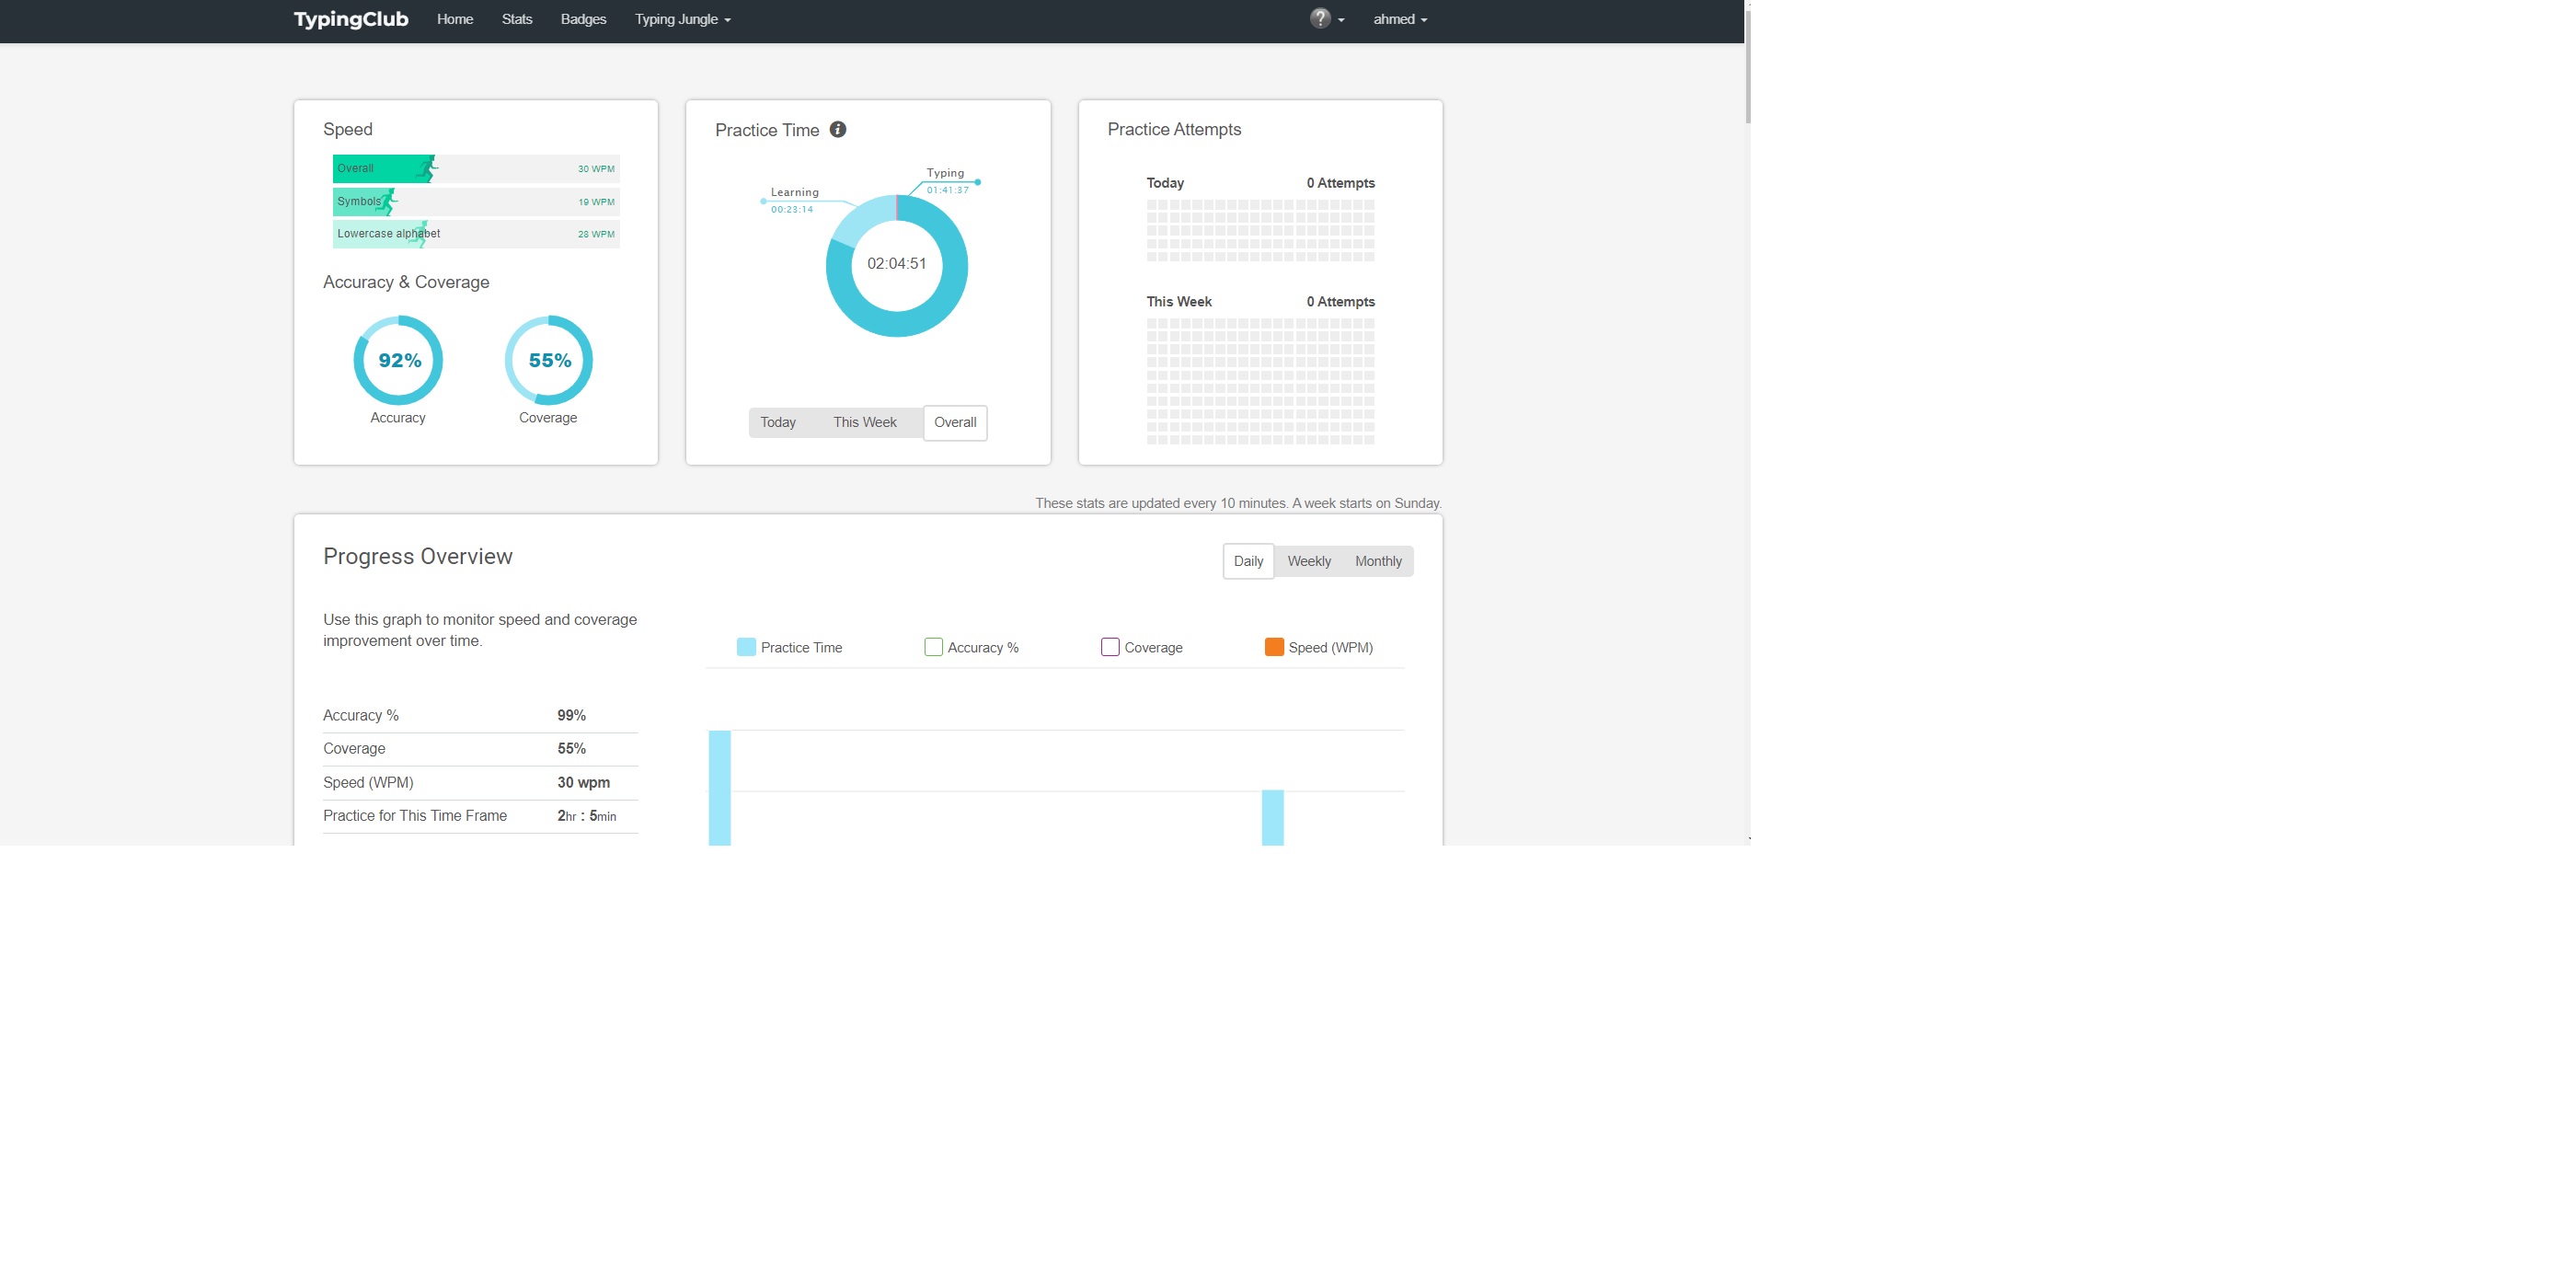 TypingClub Home Stats Badges Typing Jungle ? ahmed
Speed
Overall 30 WPM
Symbols 19 WPM
Lowercase alphabet 28 WPM
Accuracy & Coverage
92% 55%
Accuracy Coverage
Practice Time i
Typing
01:41:37
Learning
00:23:14
02:04:51
Today This Week Overall
Practice Attempts
Today 0 Attempts
This Week 0 Attempts
These stats are updated every 10 minutes. A week starts on Sunday.
Progress Overview
Daily Weekly Monthly
Use this graph to monitor speed and coverage
improvement over time.
Practice Time Accuracy % Coverage Speed (WPM)
Accuracy % 99%
Coverage 55%
Speed (WPM) 30 wpm
Practice for This Time Frame 2hr : 5min